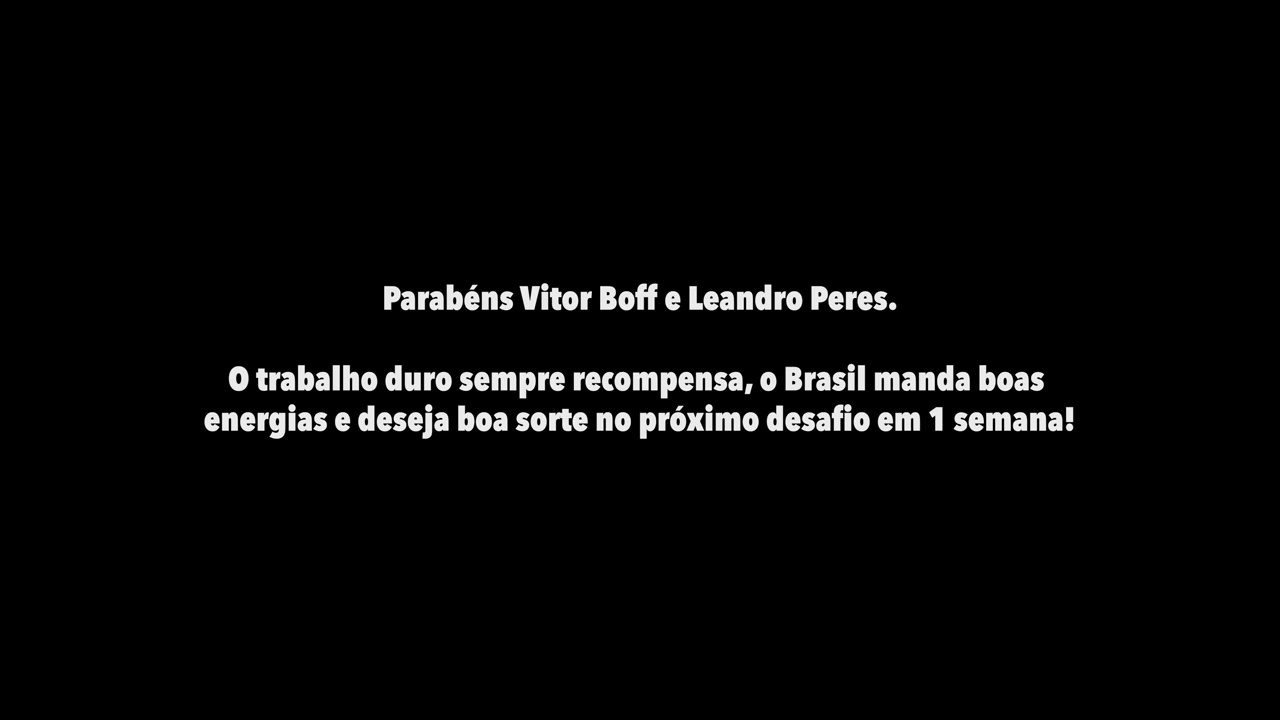 Parabéns Vitor Boff e Leandro Peres.
O trabalho duro sempre recompensa, o Brasil manda boas
energias e deseja boa sorte no próximo desafio em 1 semana!